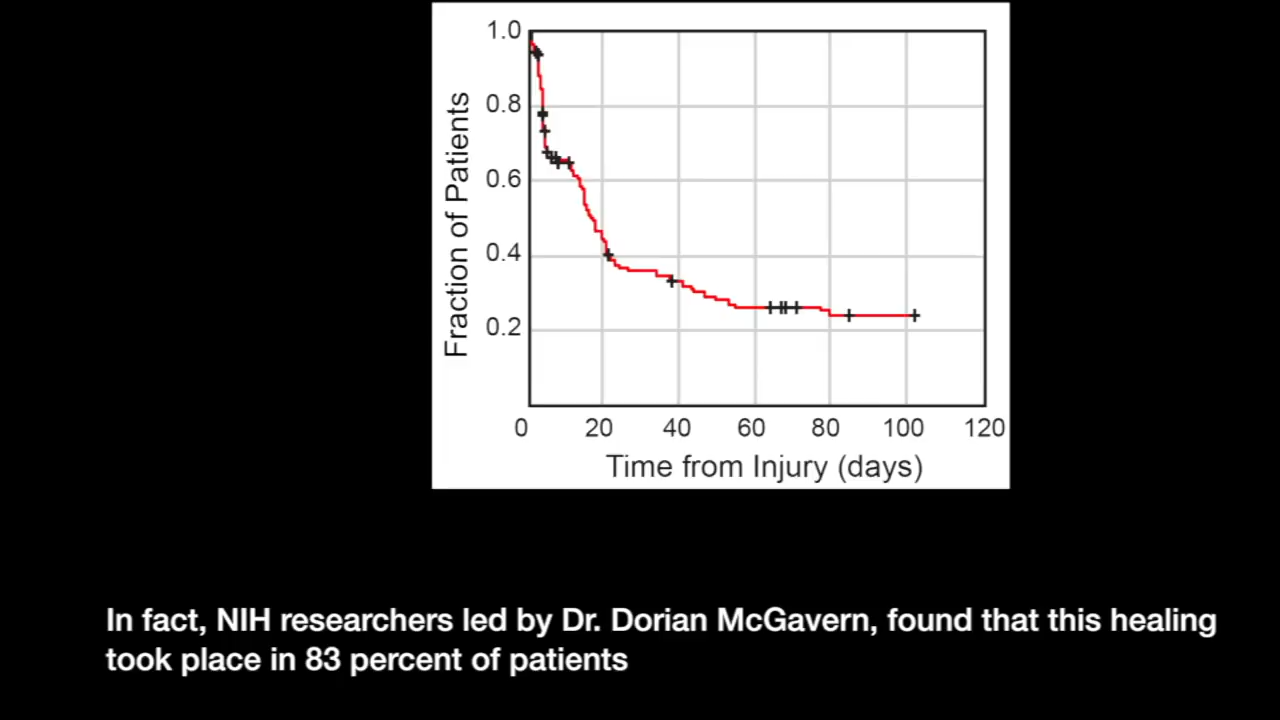 1.0
0.8
0.6
0.4
0.2
Fraction of Patients
0 20 40 60 80 100 120
Time from Injury (days)
In fact, NIH researchers led by Dr. Dorian McGavern, found that this healing
took place in 83 percent of patients